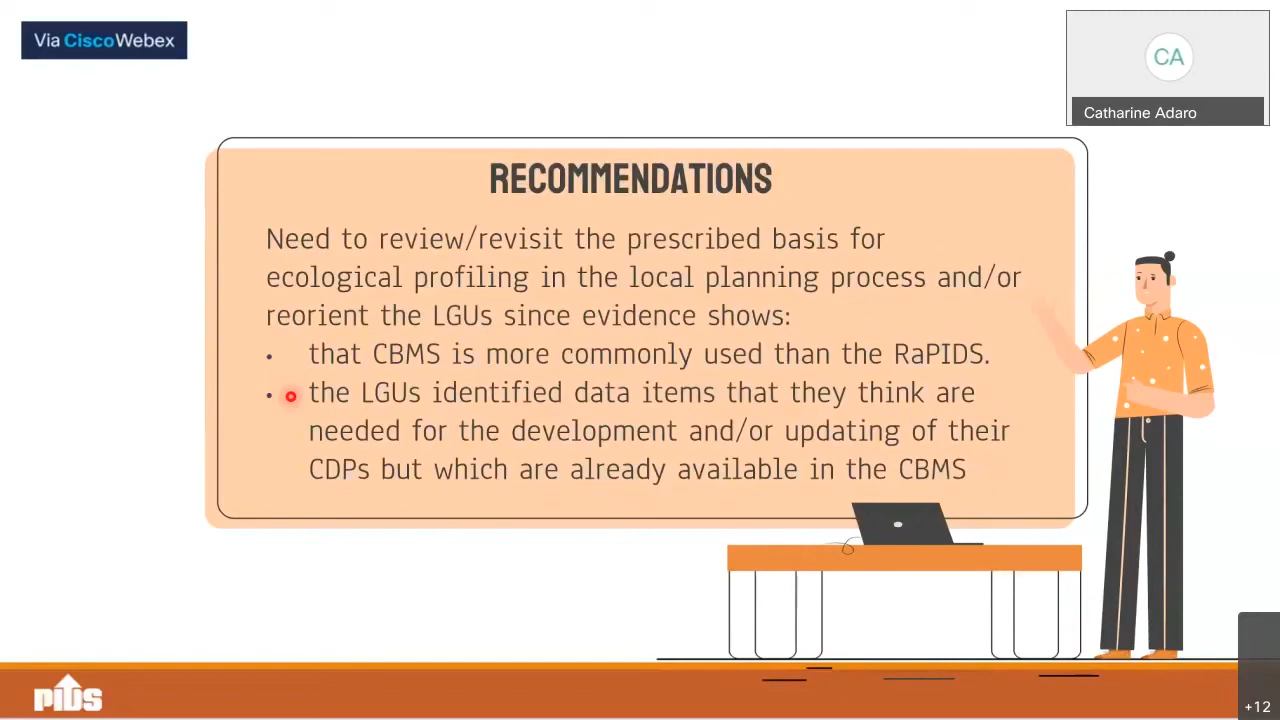 Via Cisco Webex
CA
Catharine Adaro
RECOMMENDATIONS
Need to review/revisit the prescribed basis for
ecological profiling in the local planning process and/or
reorient the LGUs since evidence shows:
• that CBMS is more commonly used than the RaPIDS.
• the LGUs identified data items that they think are
needed for the development and/or updating of their
CDPs but which are already available in the CBMS
PIDS
+12